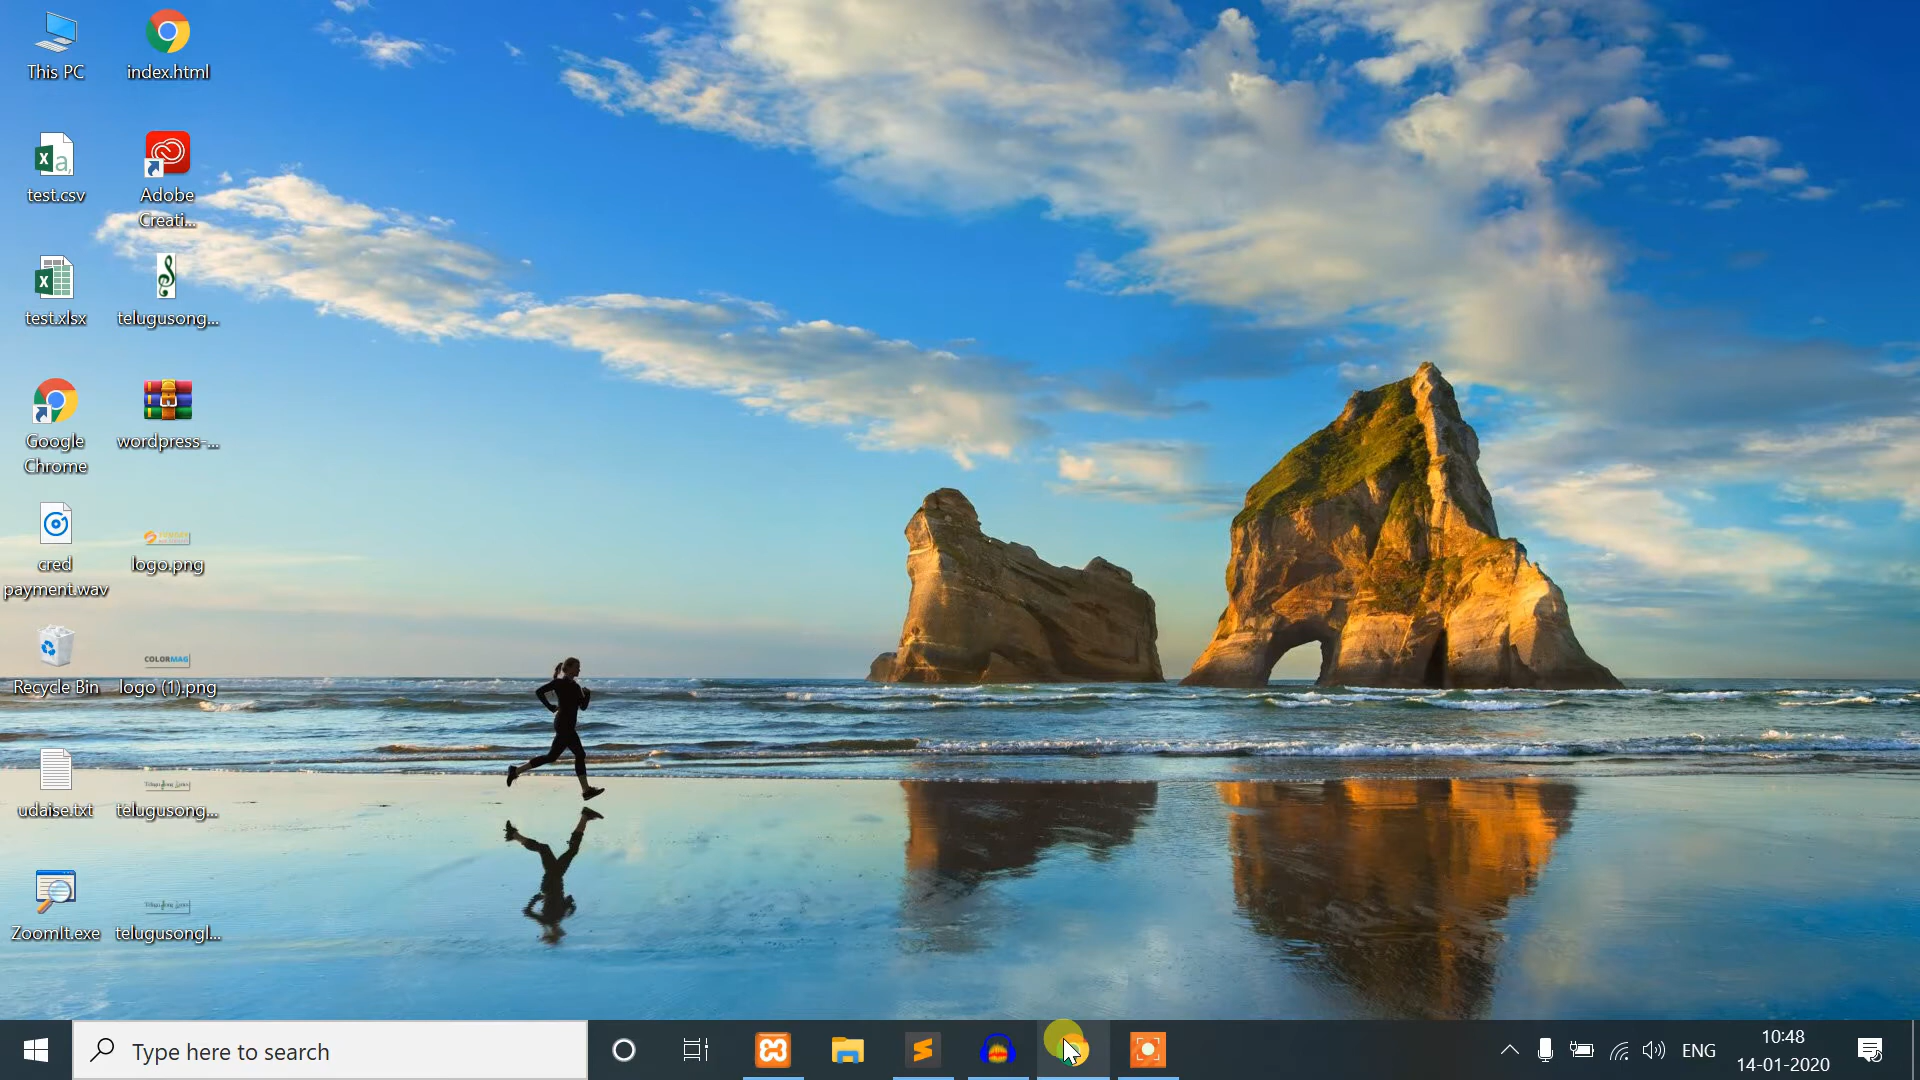 This PC
index.html
test.csv
Adobe
Creati...
test.xlsx
telugusong...
Google
Chrome
wordpress-...
cred
payment.wav
logo.png
Recycle Bin
COLORMAG
logo (1).png
udaise.txt
telugusong...
ZoomIt.exe
telugusongl...
Type here to search
ENG
10:48
14-01-2020